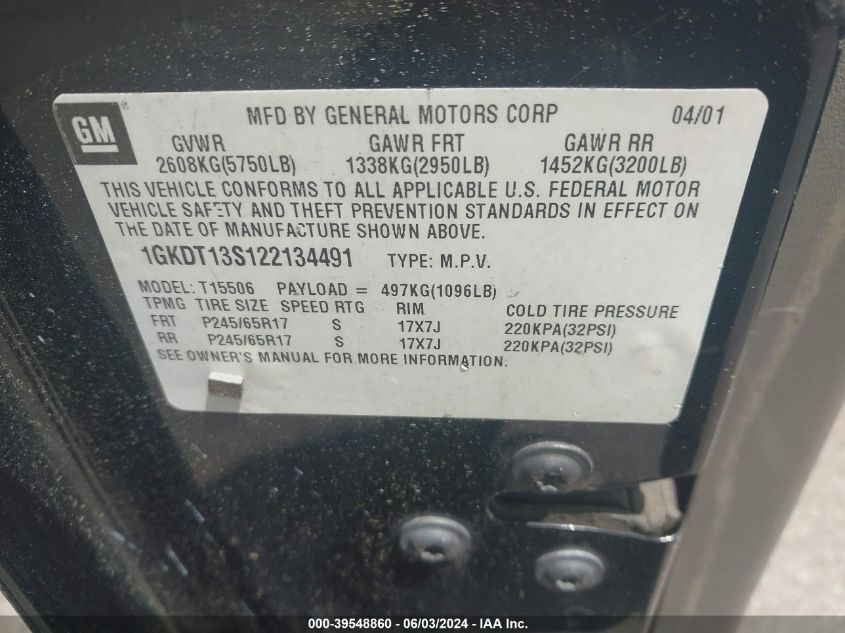 GM
MFD BY GENERAL MOTORS CORP 04/01
GVWR GAWR FRT GAWR RR
2608KG(5750LB) 1338KG(2950LB) 1452KG(3200LB)
THIS VEHICLE CONFORMS TO ALL APPLICABLE U.S. FEDERAL MOTOR
VEHICLE SAFETY AND THEFT PREVENTION STANDARDS IN EFFECT ON
THE DATE OF MANUFACTURE SHOWN ABOVE.
1GKDT13S122134491 TYPE: M.P.V.
MODEL: T15506 PAYLOAD = 497KG(1096LB)
TPMG TIRE SIZE SPEED RTG RIM COLD TIRE PRESSURE
FRT P245/65R17 S 17X7J 220KPA(32PSI)
RR P245/65R17 S 17X7J 220KPA(32PSI)
SEE OWNER'S MANUAL FOR MORE INFORMATION.
000-39548860 - 06/03/2024 - IAA Inc.